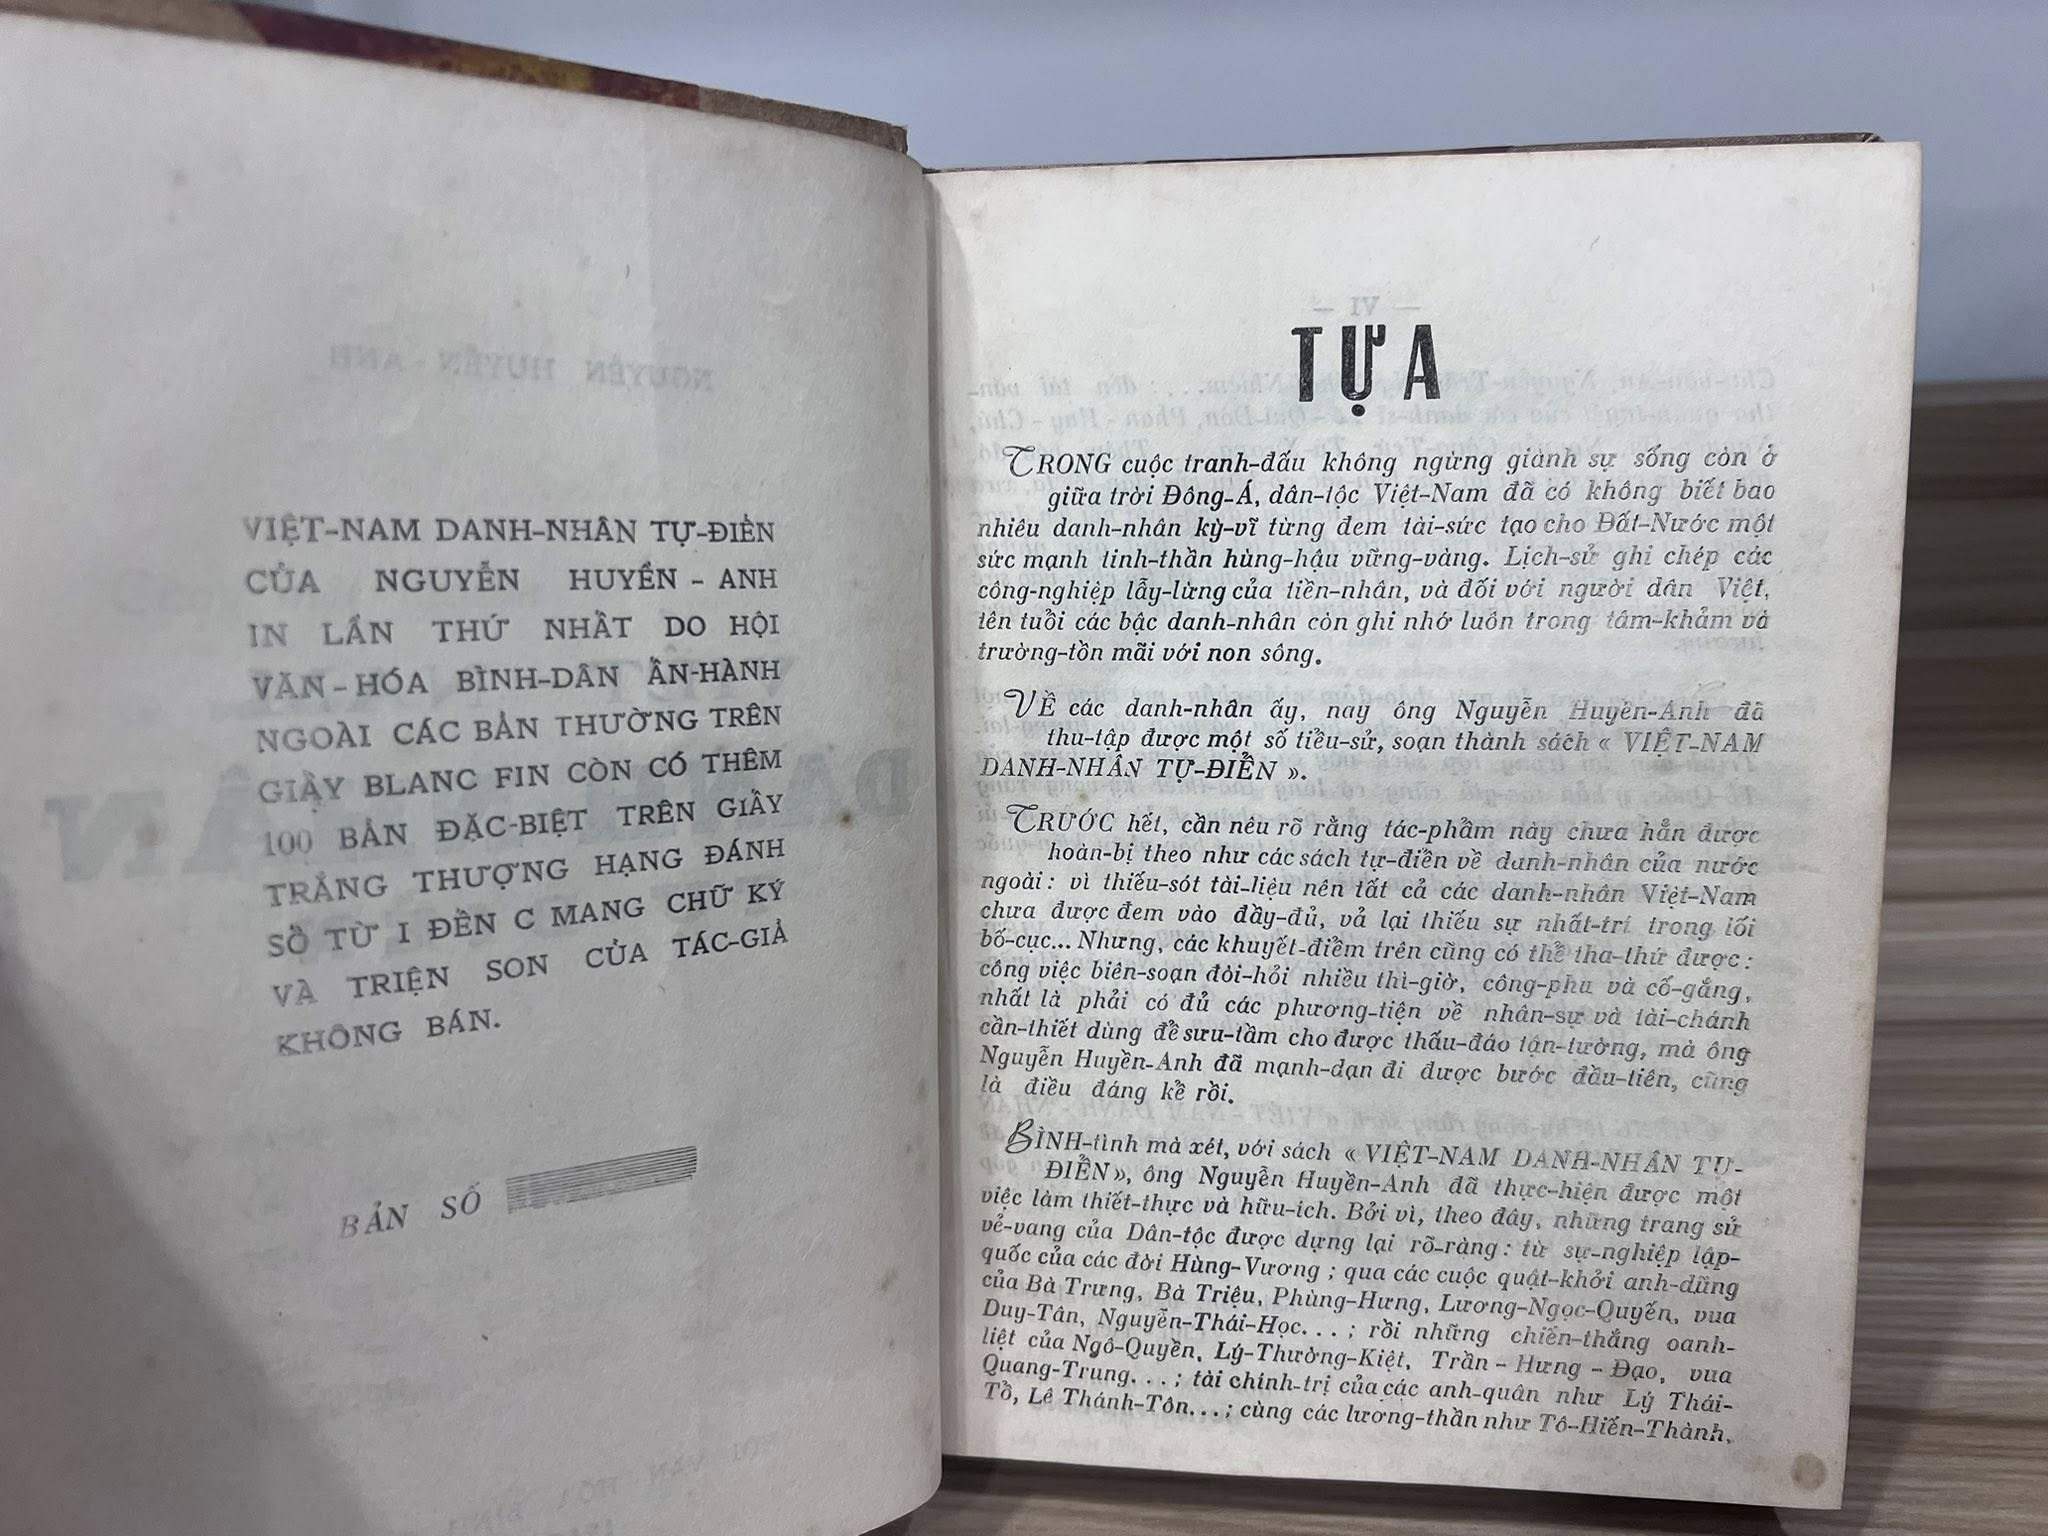 VIỆT-NAM DANH-NHÂN TỰ-ĐIỂN
CỦA NGUYỄN HUYỀN-ANH
IN LẦN THỨ NHẤT DO HỘI
VĂN-HÓA BÌNH-DÂN ẤN-HÀNH
NGOÀI CÁC BẢN THƯỜNG TRÊN
GIẤY BLANC FIN CÒN CÓ THÊM
100 BẢN ĐẶC-BIỆT TRÊN GIẤY
TRẮNG THƯỢNG HẠNG ĐÁNH
SỐ TỪ I ĐẾN C MANG CHỮ KÝ
VÀ TRIỆN SON CỦA TÁC-GIẢ
KHÔNG BÁN.
BẢN SỐ
TỰA
TRONG cuộc tranh-đấu không ngừng giành sự sống còn ở
giữa trời Đông-Á, dân-tộc Việt-Nam đã có không biết bao
nhiêu danh-nhân kỳ-vĩ từng đem tài-sức tạo cho Đất-Nước một
sức mạnh tinh-thần hùng-hậu vững-vàng. Lịch-sử ghi chép các
công-nghiệp lẫy-lừng của tiền-nhân, và đối với người dân Việt,
tên tuổi các bậc danh-nhân còn ghi nhớ luôn trong tâm-khảm và
trường-tồn mãi với non sông.
VỀ các danh-nhân ấy, nay ông Nguyễn Huyền-Anh đã
thu-tập được một số tiểu-sử, soạn thành sách « VIỆT-NAM
DANH-NHÂN TỰ-ĐIỂN ».
TRƯỚC hết, cần nêu rõ rằng tác-phẩm này chưa hẳn được
hoàn-bị theo như các sách tự-điển về danh-nhân của nước
ngoài : vì thiếu-sót tài-liệu nên tất cả các danh-nhân Việt-Nam
chưa được đem vào đầy-đủ, vả lại thiếu sự nhất-trí trong lối
bố-cục... Nhưng, các khuyết-điểm trên cũng có thể tha-thứ được :
công việc biên-soạn đòi-hỏi nhiều thì-giờ, công-phu và cố-gắng,
nhất là phải có đủ các phương-tiện về nhân-sự và tài-chánh
cần-thiết dùng để sưu-tầm cho được thấu-đáo tận-tường, mà ông
Nguyễn Huyền-Anh đã mạnh-dạn đi được bước đầu-tiên, cũng
là điều đáng kể rồi.
BÌNH-tình mà xét, với sách « VIỆT-NAM DANH-NHÂN TỰ-
ĐIỂN», ông Nguyễn Huyền-Anh đã thực-hiện được một
việc làm thiết-thực và hữu-ích. Bởi vì, theo đây, những trang sử
vẻ-vang của Dân-tộc được dựng lại rõ-ràng : từ sự-nghiệp lập-
quốc của các đời Hùng-Vương ; qua các cuộc quật-khởi anh-dũng
của Bà Trưng, Bà Triệu, Phùng-Hưng, Lương-Ngọc-Quyến, vua
Duy-Tân, Nguyễn-Thái-Học. . . ; rồi những chiến-thắng oanh-
liệt của Ngô-Quyền, Lý-Thường-Kiệt, Trần - Hưng - Đạo, vua
Quang-Trung. . . ; tài chính-trị của các anh-quân như Lý Thái-
Tổ, Lê Thánh-Tôn. . . ; cùng các lương-thần như Tô-Hiến-Thành,